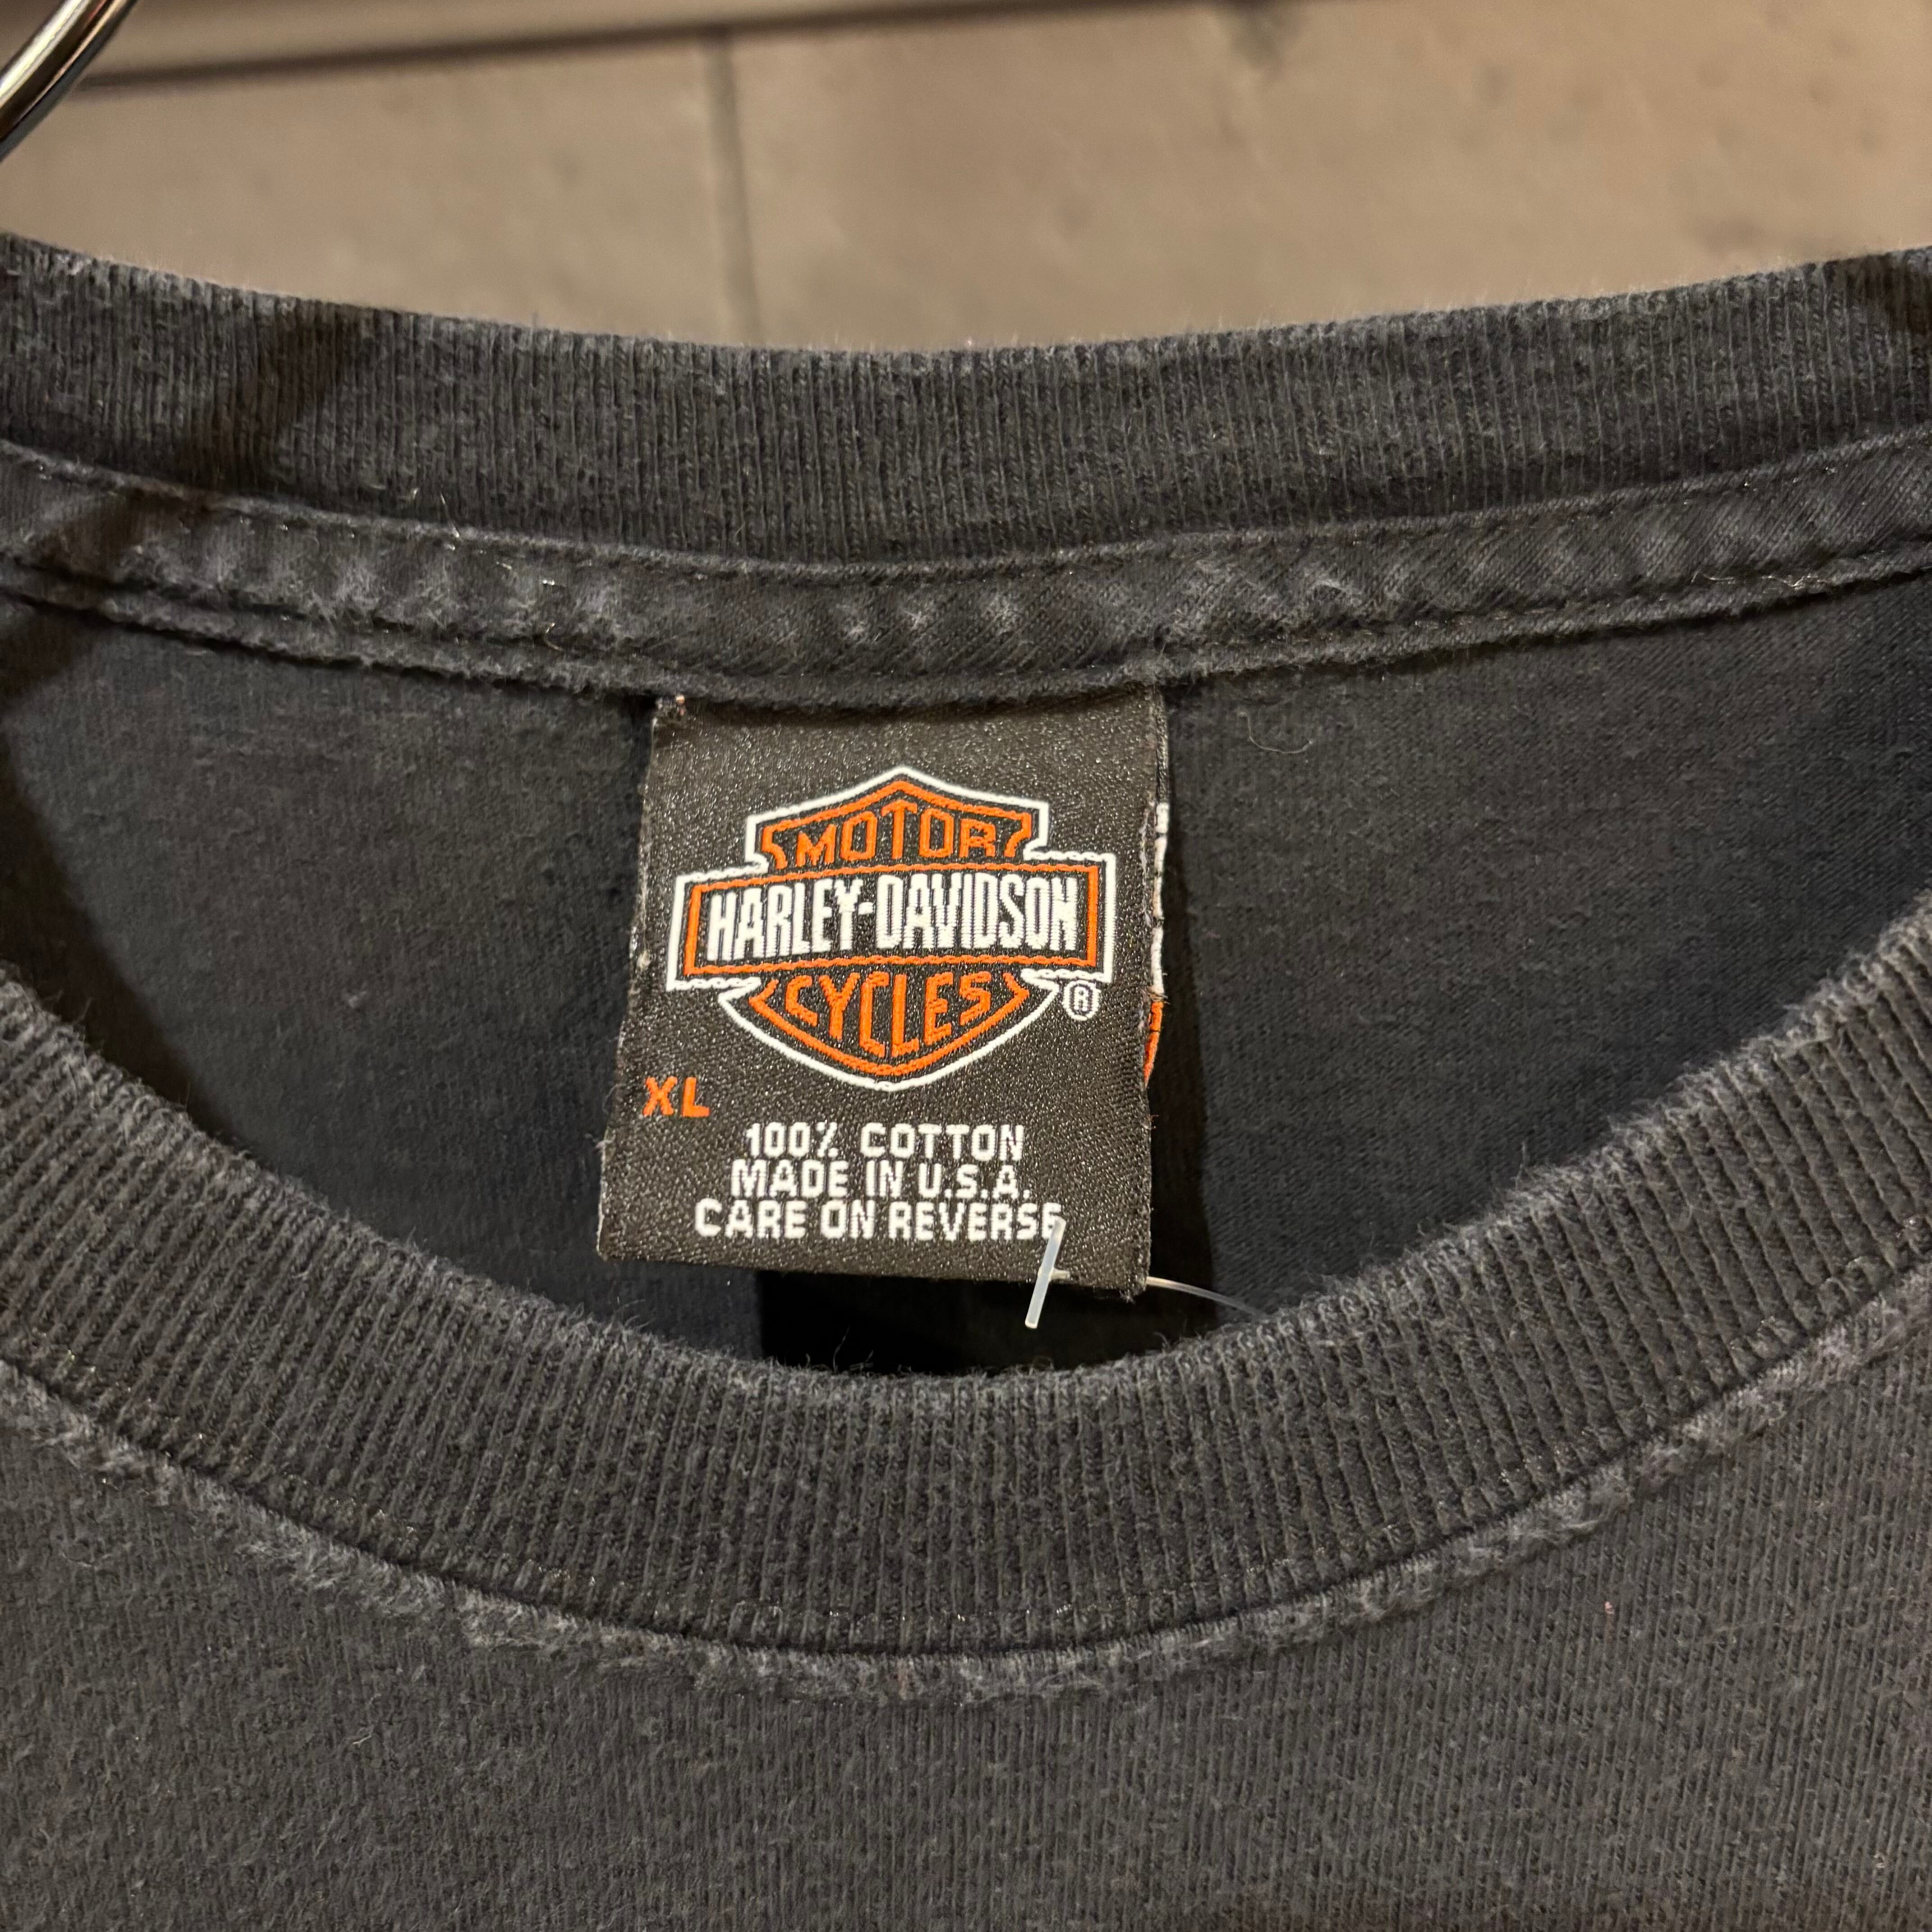 MOTOR
HARLEY-DAVIDSON
CYCLES
®
XL
100% COTTON
MADE IN U.S.A.
CARE ON REVERSE